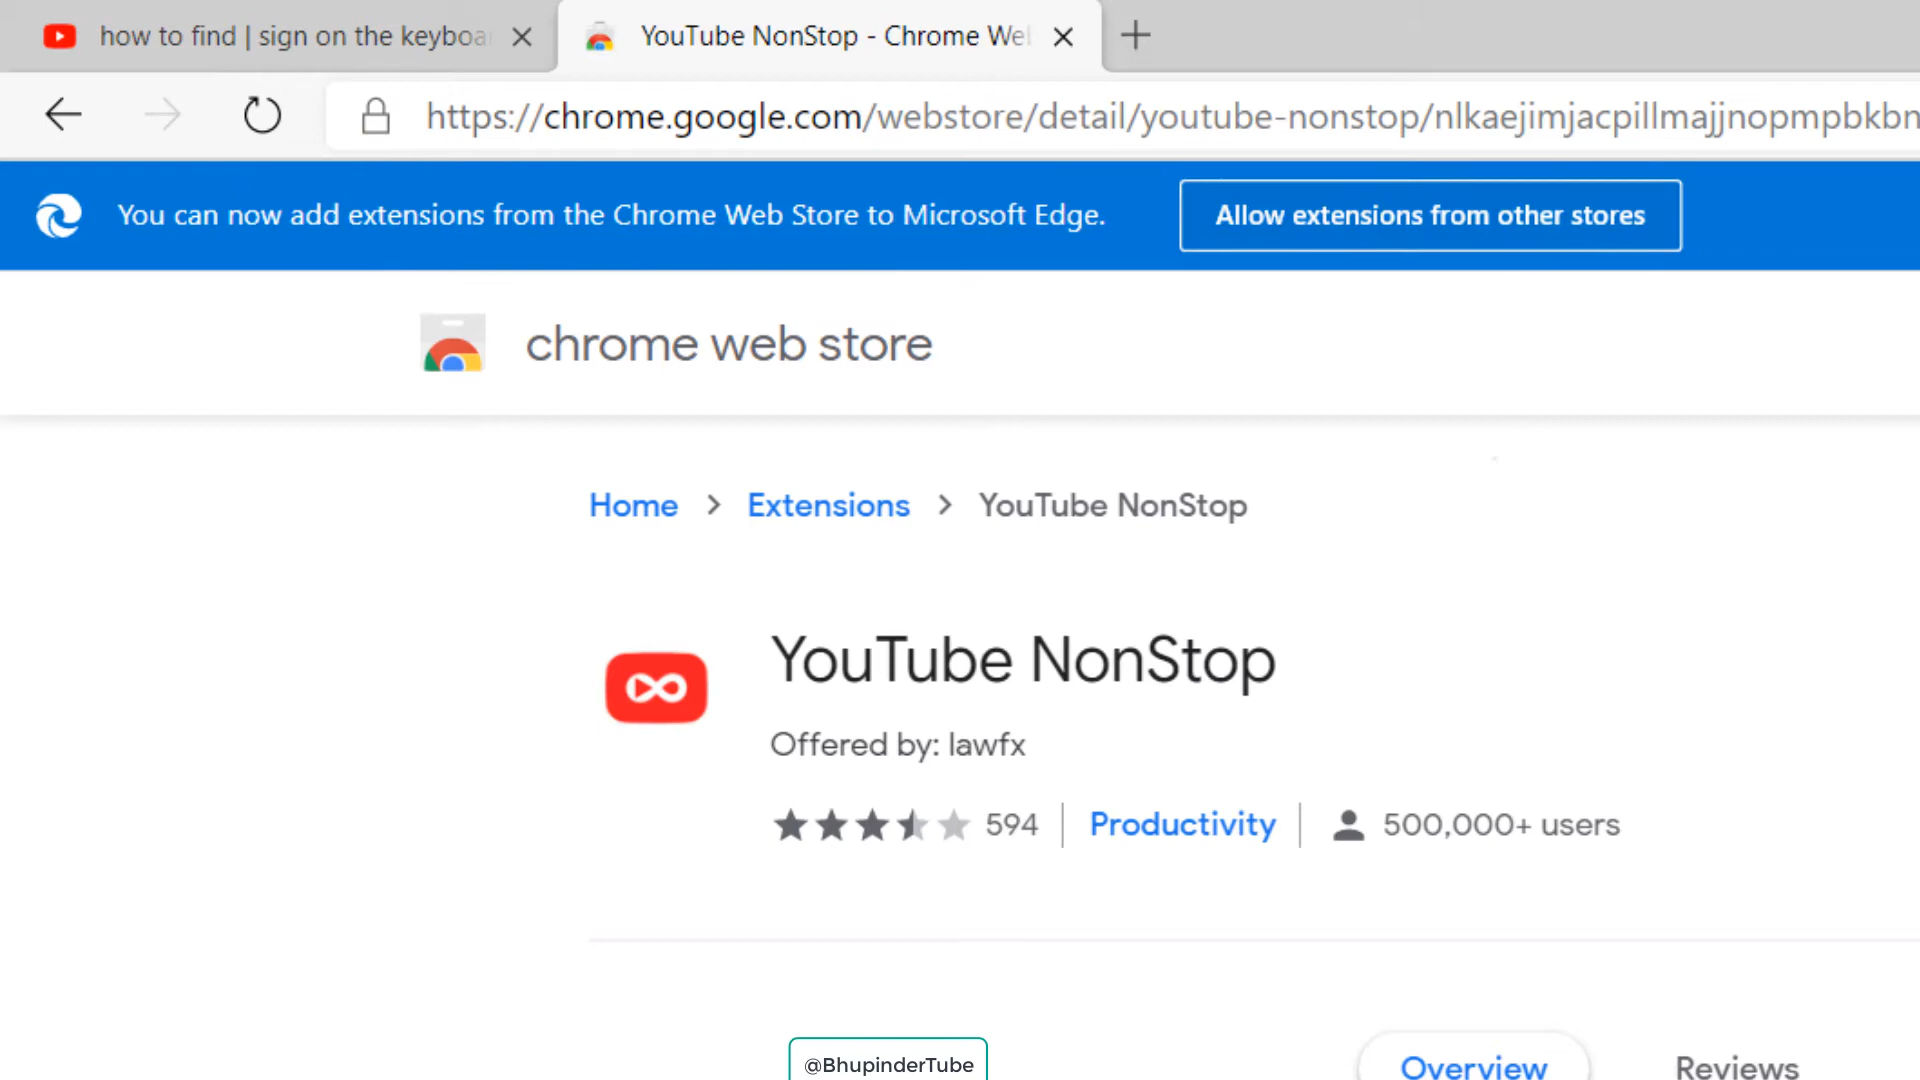 how to find | sign on the keyboa
YouTube NonStop - Chrome We
https://chrome.google.com/webstore/detail/youtube-nonstop/nlkaejimjacpillmajjnopmpbkbn
You can now add extensions from the Chrome Web Store to Microsoft Edge.
Allow extensions from other stores
chrome web store
Home > Extensions > YouTube NonStop
YouTube NonStop
Offered by: lawfx
594
Productivity
500,000+ users
@BhupinderTube
Overview
Reviews